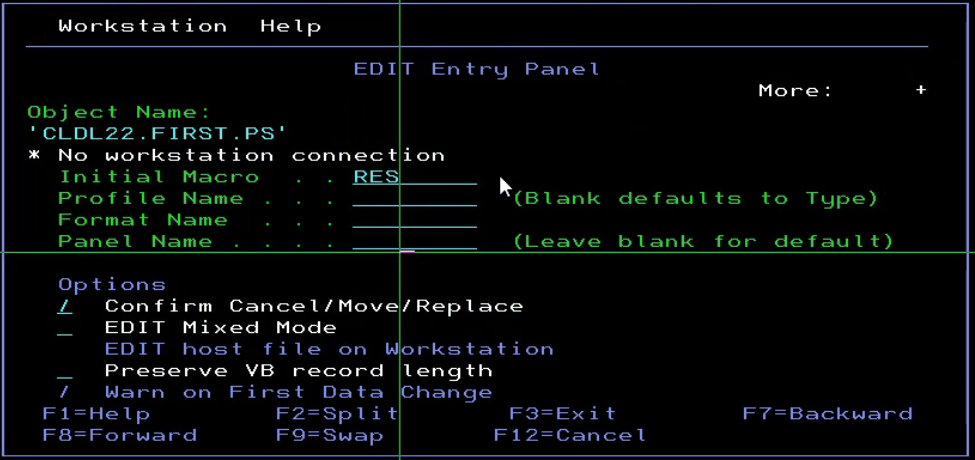 Workstation Help
EDIT Entry Panel
More: +
Object Name:
'CLDL22.FIRST.PS'
* No workstation connection
Initial Macro . . RES
Profile Name . . . (Blank defaults to Type)
Format Name . . .
Panel Name . . . . (Leave blank for default)
Options
/ Confirm Cancel/Move/Replace
_ EDIT Mixed Mode
EDIT host file on Workstation
_ Preserve VB record length
/ Warn on First Data Change
F1=Help F2=Split F3=Exit F7=Backward
F8=Forward F9=Swap F12=Cancel